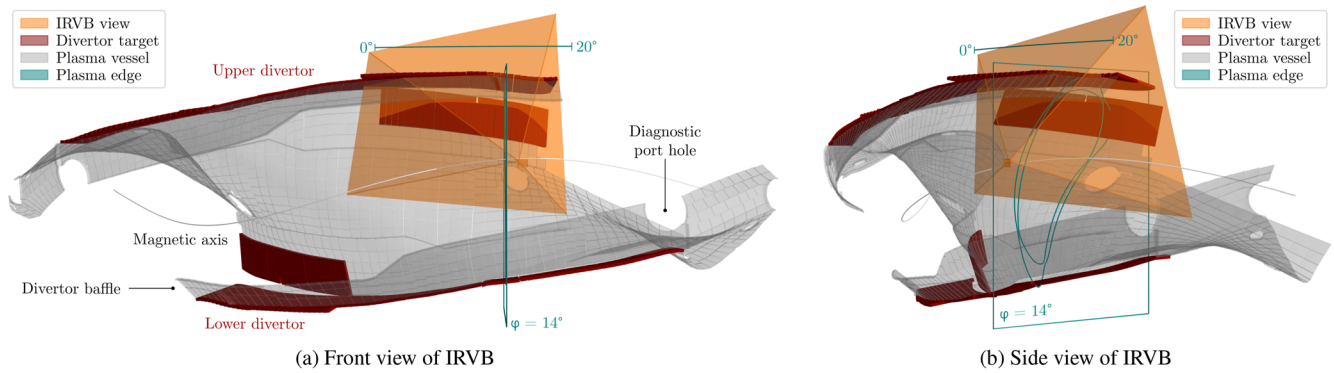 IRVB view
Divertor target
Plasma vessel
Plasma edge
0°
20°
Upper divertor
Diagnostic
port hole
Magnetic axis
Divertor baffle
Lower divertor
φ = 14°
(a) Front view of IRVB
IRVB view
Divertor target
Plasma vessel
Plasma edge
0°
20°
φ = 14°
(b) Side view of IRVB